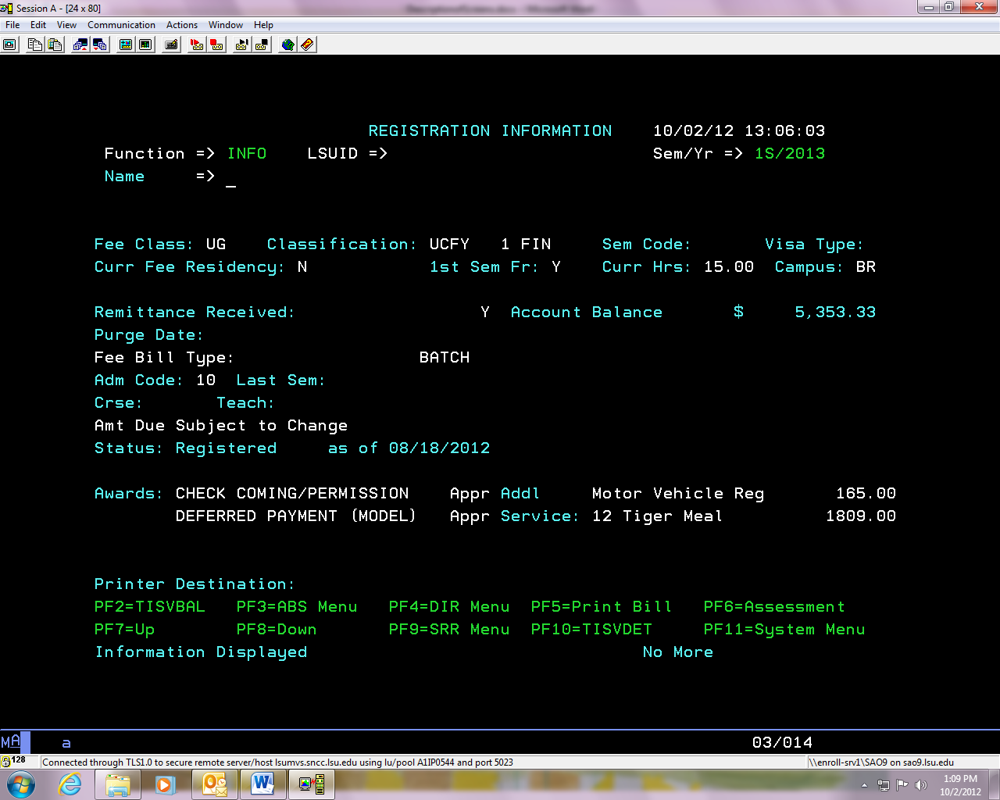 Session A - [24 x 80]
File Edit View Communication Actions Window Help
REGISTRATION INFORMATION 10/02/12 13:06:03
Function => INFO LSUID => Sem/Yr => 1S/2013
Name => _
Fee Class: UG Classification: UCFY 1 FIN Sem Code: Visa Type:
Curr Fee Residency: N 1st Sem Fr: Y Curr Hrs: 15.00 Campus: BR
Remittance Received: Y Account Balance $ 5,353.33
Purge Date:
Fee Bill Type: BATCH
Adm Code: 10 Last Sem:
Crse: Teach:
Amt Due Subject to Change
Status: Registered as of 08/18/2012
Awards: CHECK COMING/PERMISSION Appr Addl Motor Vehicle Reg 165.00
DEFERRED PAYMENT (MODEL) Appr Service: 12 Tiger Meal 1809.00
Printer Destination:
PF2=TISVBAL PF3=ABS Menu PF4=DIR Menu PF5=Print Bill PF6=Assessment
PF7=Up PF8=Down PF9=SRR Menu PF10=TISVDET PF11=System Menu
Information Displayed No More
MA a 03/014
128 Connected through TLS1.0 to secure remote server/host lsumvs.sncc.lsu.edu using lu/pool A1IP0544 and port 5023 \\enroll-srv1\SAO9 on sao9.lsu.edu
1:09 PM
10/2/2012